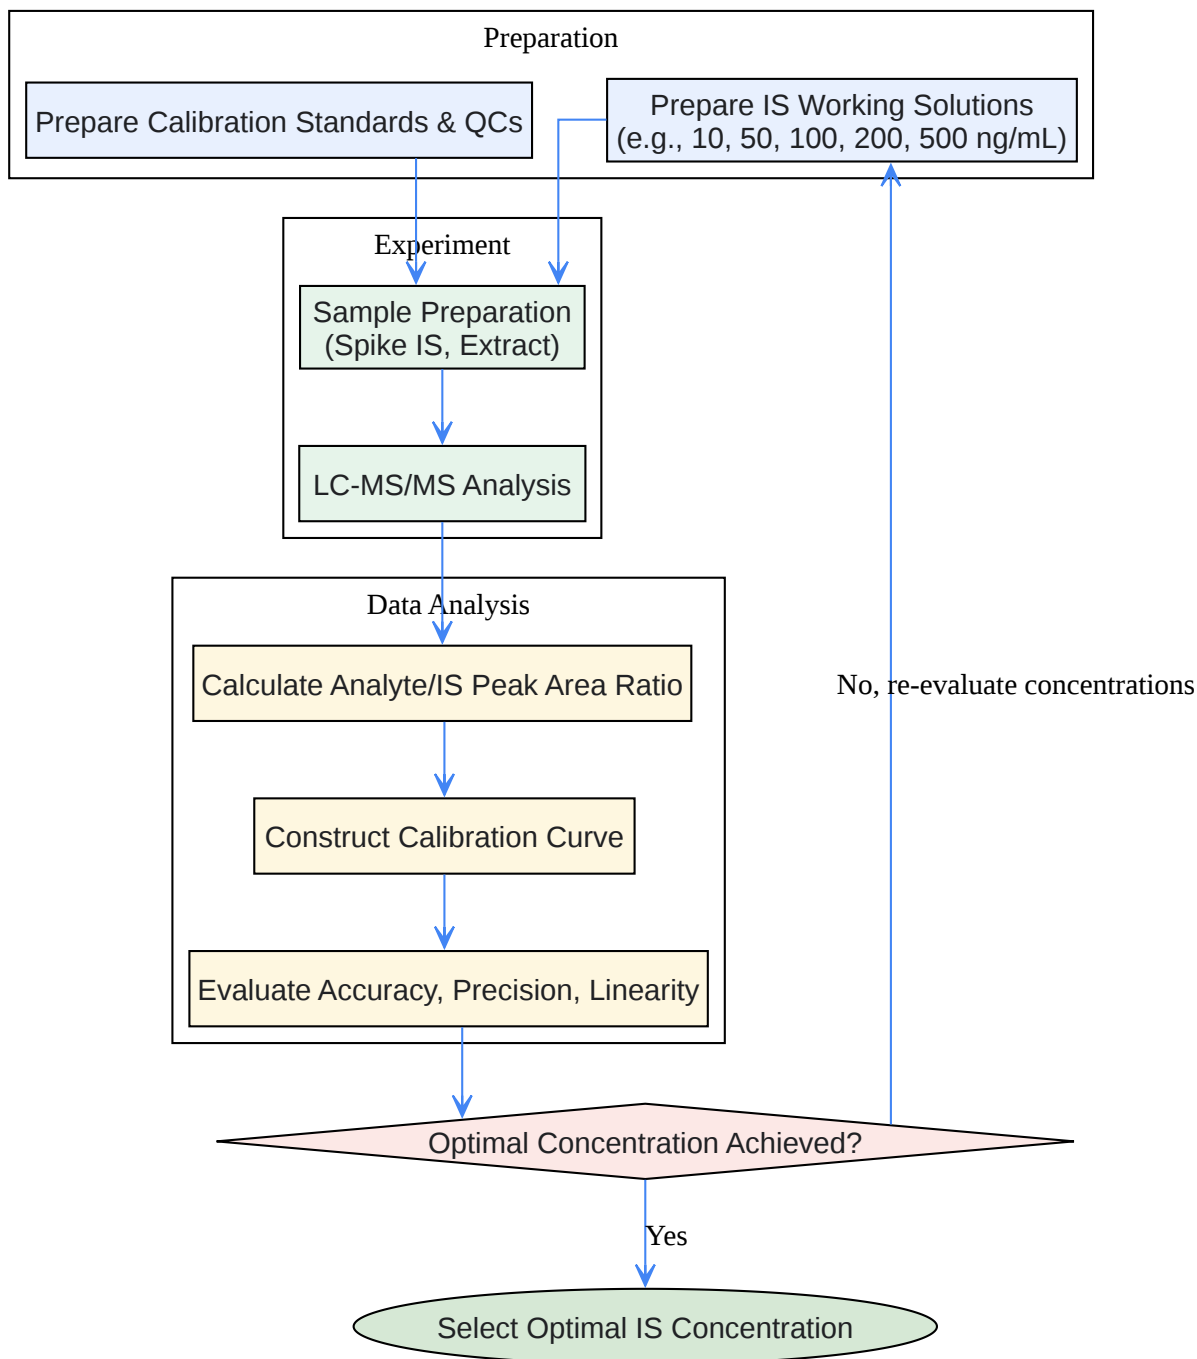 Preparation
Prepare Calibration Standards & QCs
Prepare IS Working Solutions
(e.g., 10, 50, 100, 200, 500 ng/mL)
Experiment
Sample Preparation
(Spike IS, Extract)
LC-MS/MS Analysis
Data Analysis
Calculate Analyte/IS Peak Area Ratio
No, re-evaluate concentrations
Construct Calibration Curve
Evaluate Accuracy, Precision, Linearity
Optimal Concentration Achieved?
Yes
Select Optimal IS Concentration